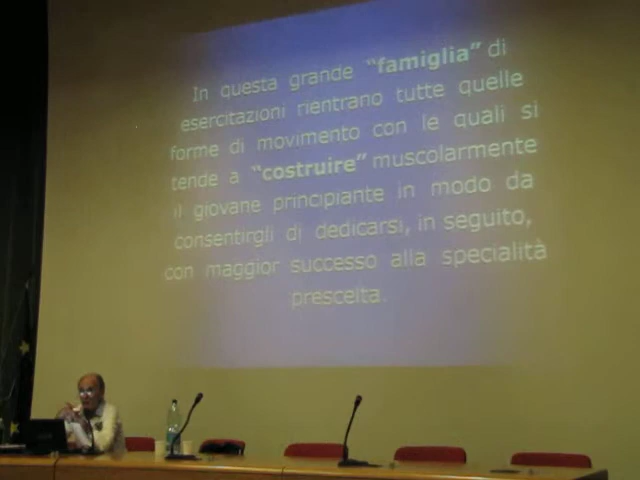 In questa grande “famiglia” di
esercitazioni rientrano tutte quelle
forme di movimento con le quali si
tende a “costruire” muscolarmente
il giovane principiante in modo da
consentirgli di dedicarsi, in seguito,
con maggior successo alla specialità
prescelta.